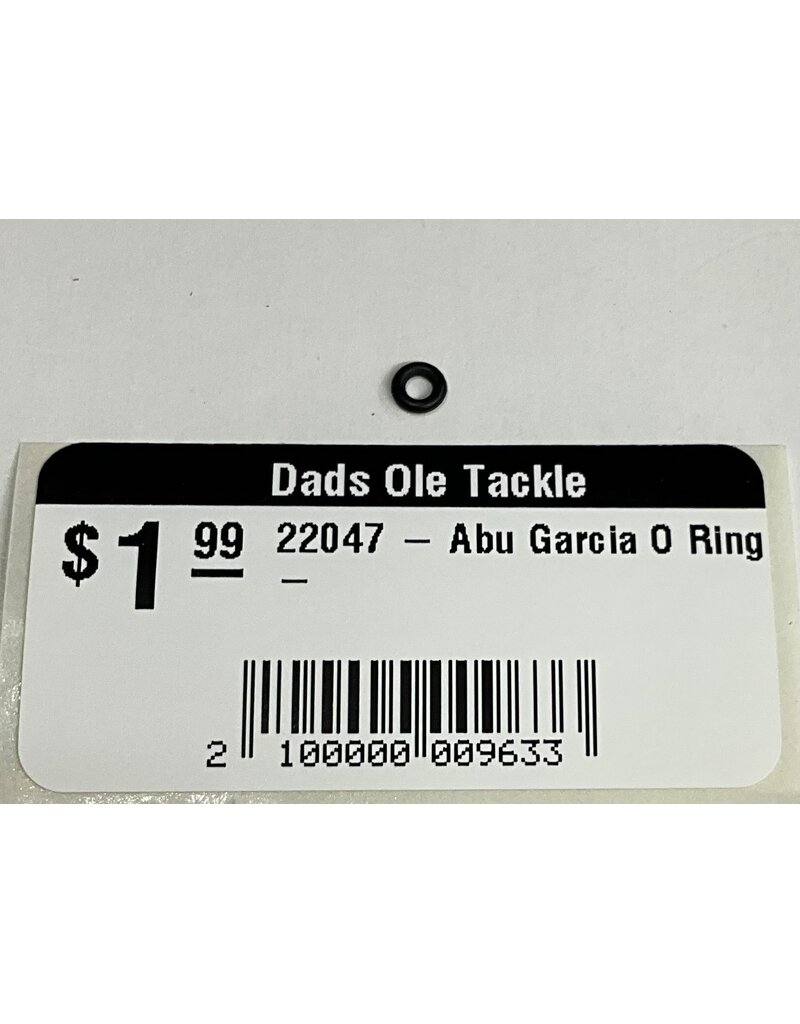 Dads Ole Tackle
$1 99 22047 – Abu Garcia O Ring
–
2 100000 009633